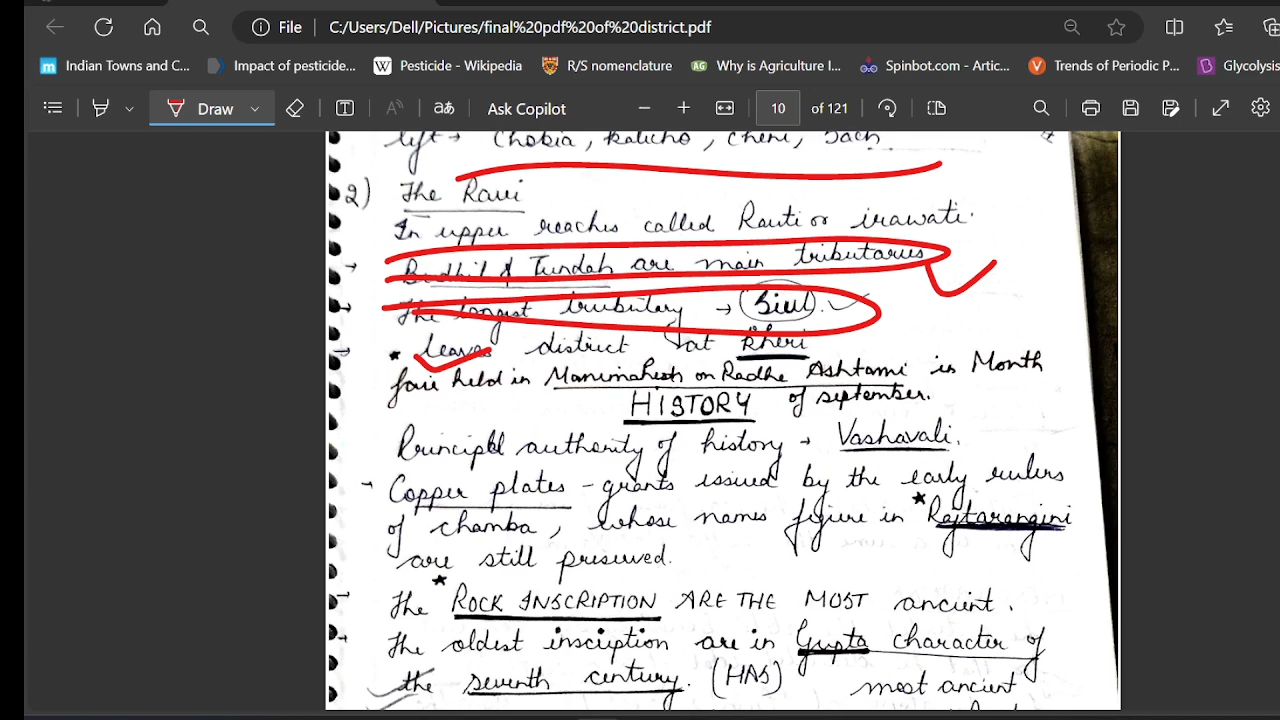 File C:/Users/Dell/Pictures/final%20pdf%20of%20district.pdf
Indian Towns and C... Impact of pesticide... Pesticide - Wikipedia R/S nomenclature Why is Agriculture I... Spinbot.com - Artic... Trends of Periodic P... Glycolysis
Draw Ask Copilot 10 of 121
left → Chobia, Kalicho, Cheni,
2) The Ravi
In upper reaches called Rauti or irawati.
→ Budhil & Tundah are main tributaries
→ The longest tributary → Siul.
→ leaves district at Kheri
* fair held in Manimahesh on Radhe Ashtami in Month of september.
HISTORY
Principal authority of history → Vashavali.
- Copper plates - grants issued by the early rulers
of chamba, whose names figure in *Rajtarangini
are still preserved.
→ The *ROCK INSCRIPTION ARE THE MOST ancient.
→ The oldest insciption are in Gupta character of
the seventh century. (HAS) most ancient